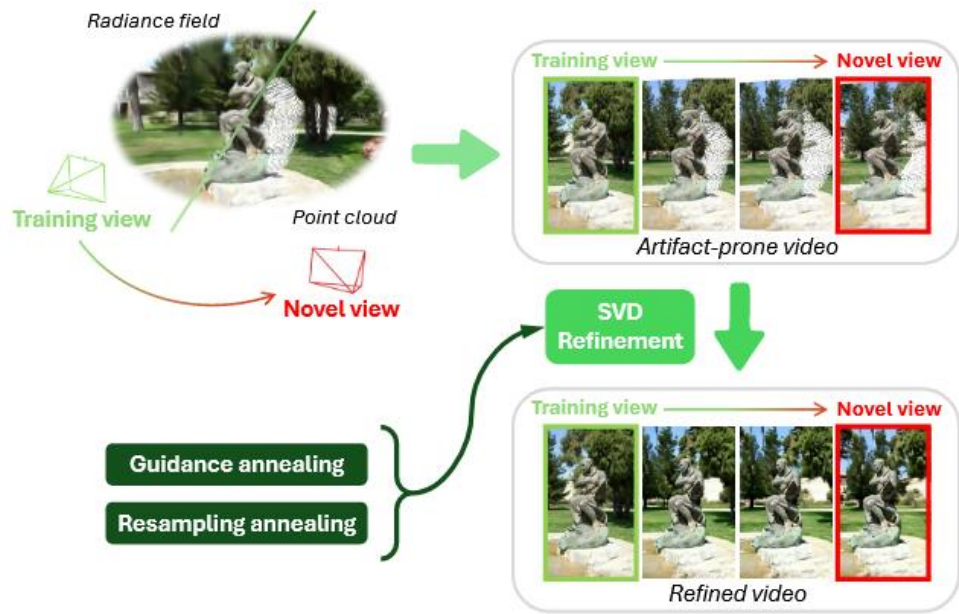 Radiance field
Training view
Point cloud
Novel view
Training view
Novel view
Artifact-prone video
SVD
Refinement
Guidance annealing
Resampling annealing
Training view
Novel view
Refined video